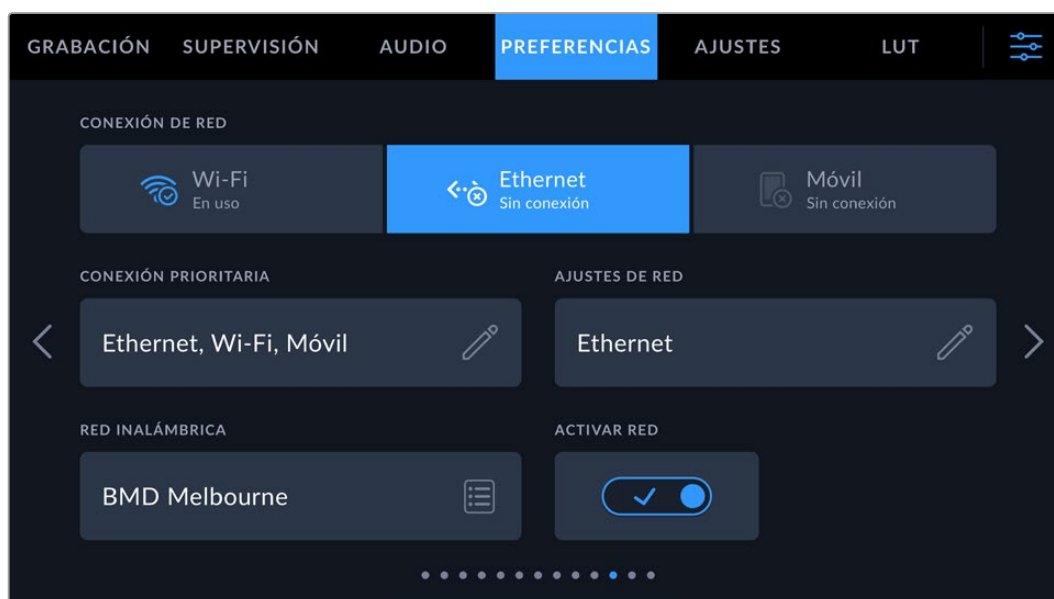 GRABACIÓN SUPERVISIÓN AUDIO PREFERENCIAS AJUSTES LUT
CONEXIÓN DE RED
Wi-Fi
En uso
Ethernet
Sin conexión
Móvil
Sin conexión
CONEXIÓN PRIORITARIA
Ethernet, Wi-Fi, Móvil
AJUSTES DE RED
Ethernet
RED INALÁMBRICA
BMD Melbourne
ACTIVAR RED